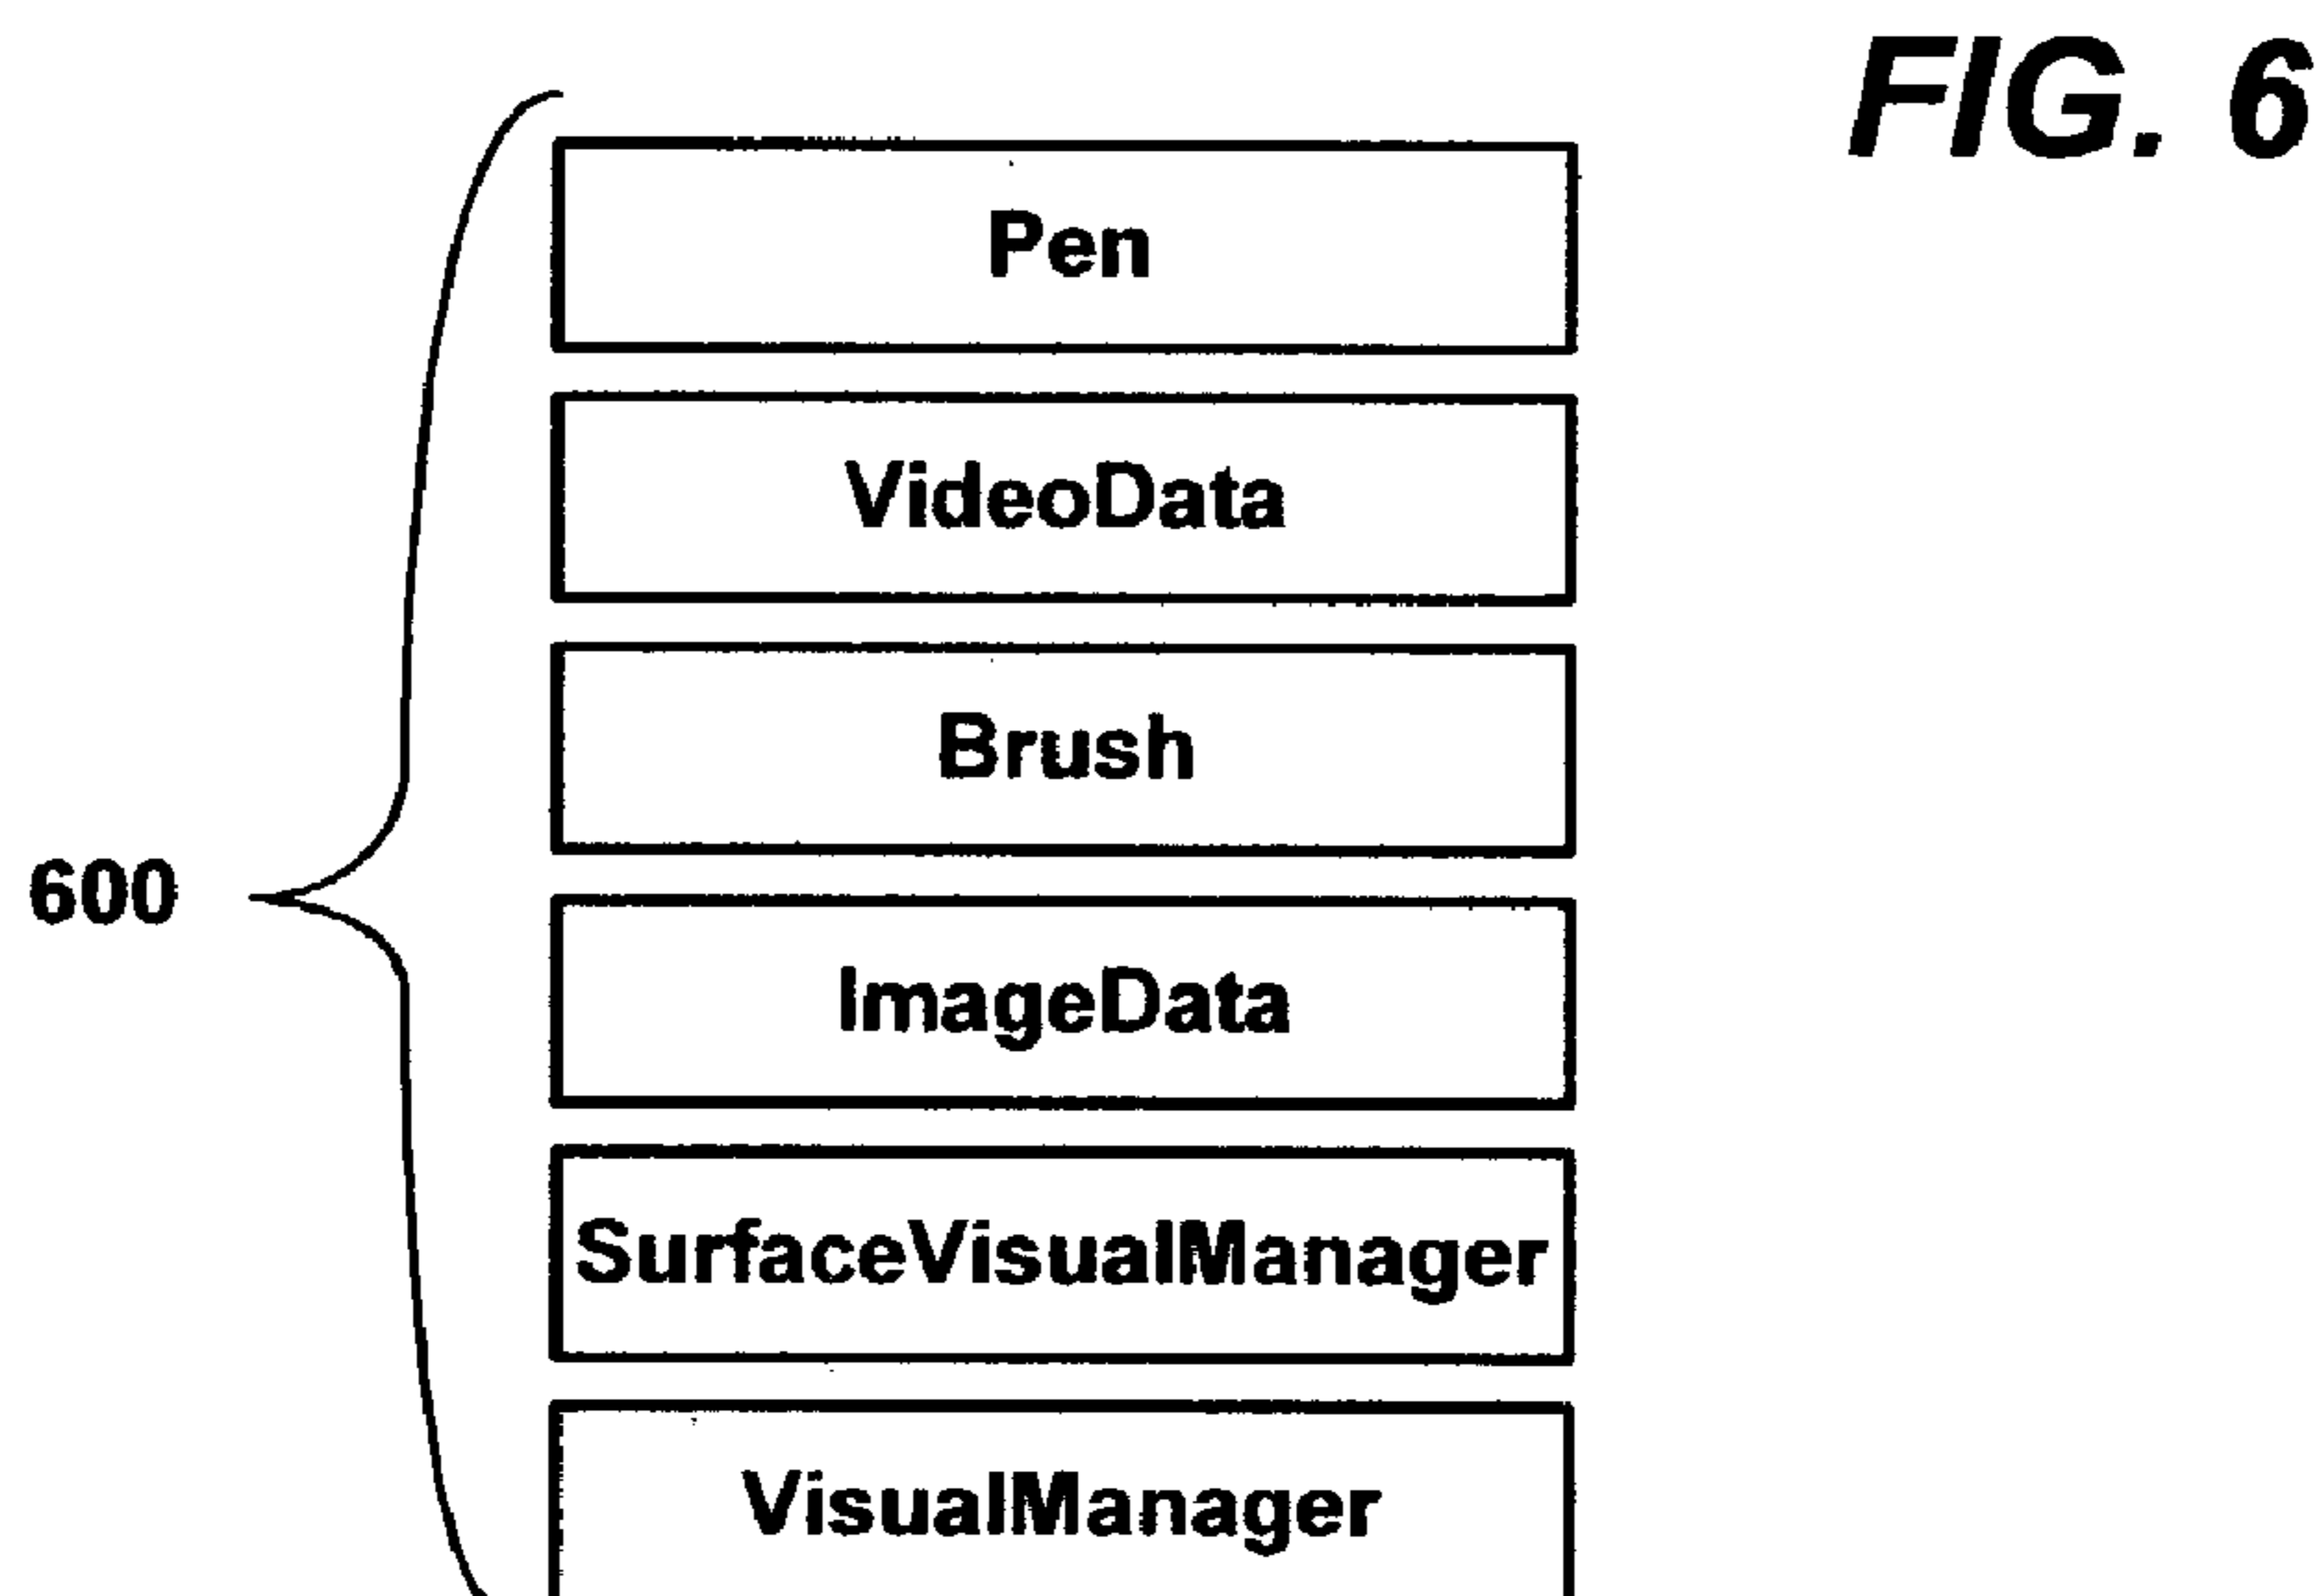 FIG. 6
Pen
VideoData
Brush
600
ImageData
SurfaceVisualManager
VisualManager